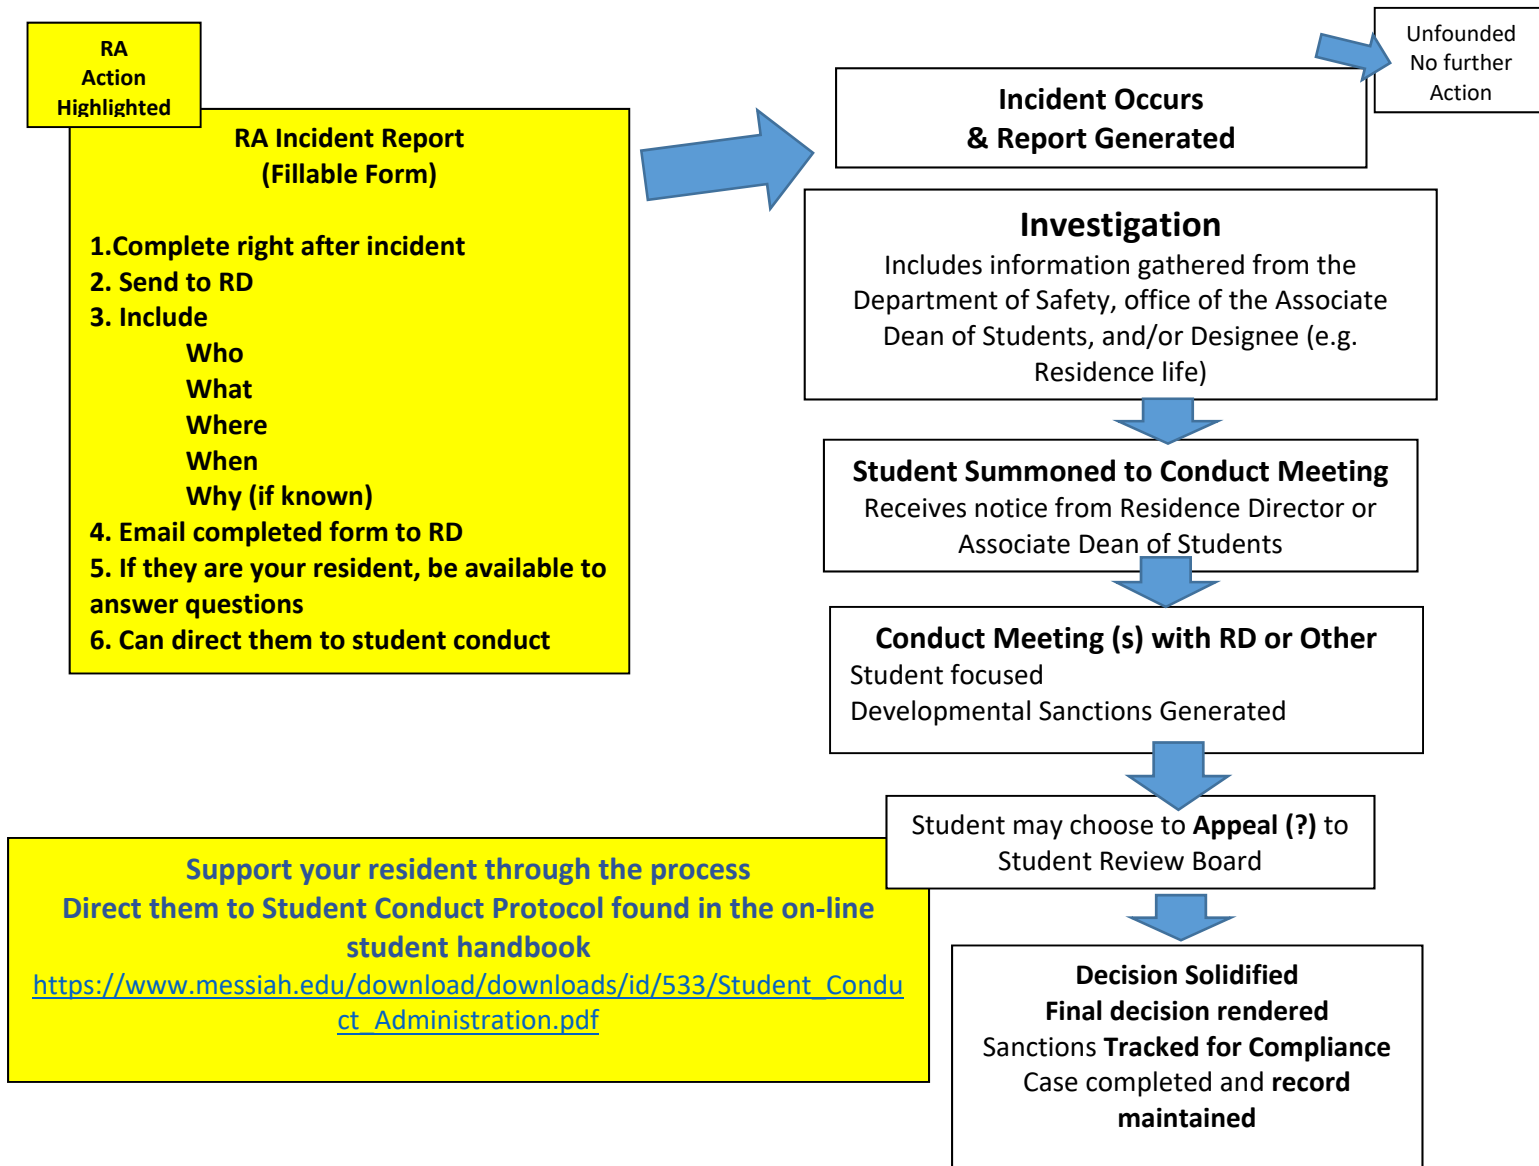 RA
Action
Highlighted
RA Incident Report
(Fillable Form)
1.Complete right after incident
2. Send to RD
3. Include
Who
What
Where
When
Why (if known)
4. Email completed form to RD
5. If they are your resident, be available to
answer questions
6. Can direct them to student conduct
Unfounded
No further
Action
Incident Occurs
& Report Generated
Investigation
Includes information gathered from the
Department of Safety, office of the Associate
Dean of Students, and/or Designee (e.g.
Residence life)
Student Summoned to Conduct Meeting
Receives notice from Residence Director or
Associate Dean of Students
Conduct Meeting (s) with RD or Other
Student focused
Developmental Sanctions Generated
Student may choose to Appeal (?) to
Student Review Board
Support your resident through the process
Direct them to Student Conduct Protocol found in the on-line
student handbook
https://www.messiah.edu/download/downloads/id/533/Student_Condu
ct_Administration.pdf
Decision Solidified
Final decision rendered
Sanctions Tracked for Compliance
Case completed and record
maintained